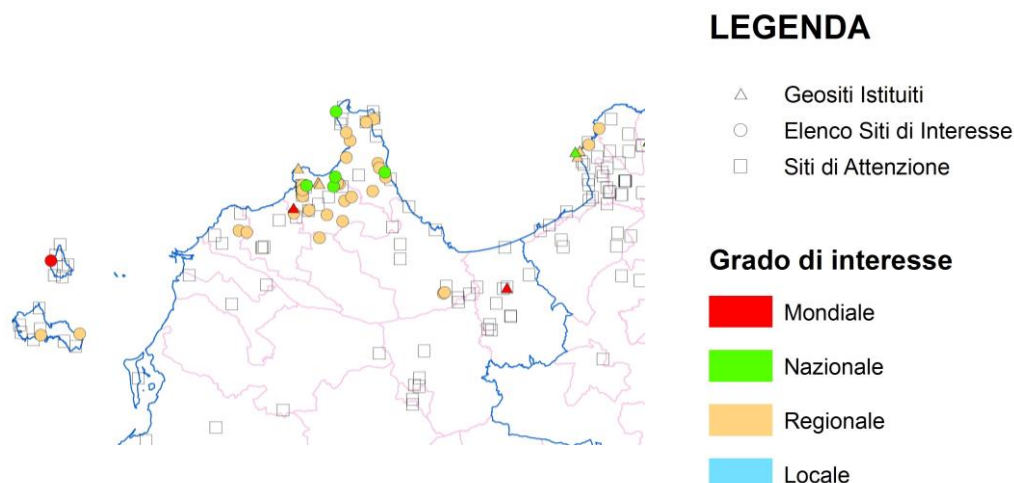 LEGENDA
Geositi Istituiti
Elenco Siti di Interesse
Siti di Attenzione
Grado di interesse
Mondiale
Nazionale
Regionale
Locale